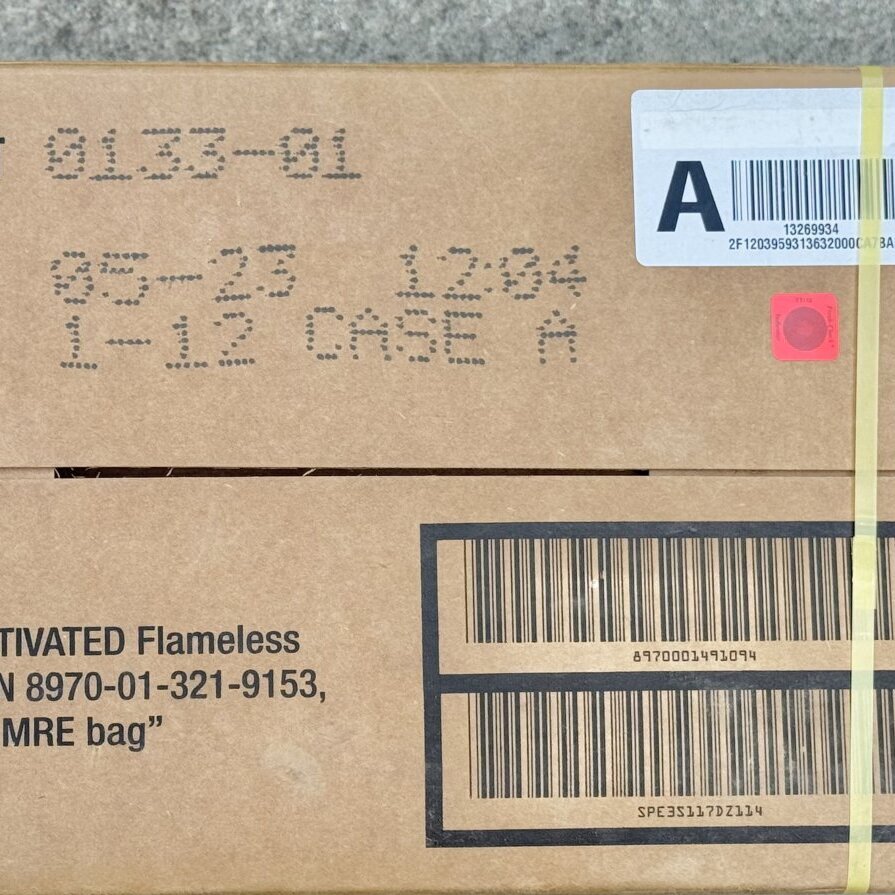 0133-01
05-23 12:04
1-12 CASE A
A
13269934
2F1203959313632000CA7BA
TIVATED Flameless
N 8970-01-321-9153,
MRE bag”
8970001491094
SPE3S117DZ114